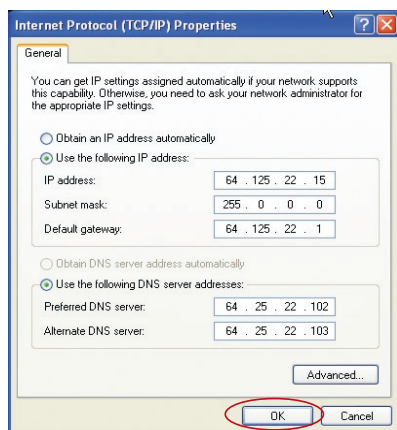 Internet Protocol (TCP/IP) Properties
General
You can get IP settings assigned automatically if your network supports
this capability. Otherwise, you need to ask your network administrator for
the appropriate IP settings.
Obtain an IP address automatically
Use the following IP address:
IP address: 64 . 125 . 22 . 15
Subnet mask: 255 . 0 . 0 . 0
Default gateway: 64 . 125 . 22 . 1
Obtain DNS server address automatically
Use the following DNS server addresses:
Preferred DNS server: 64 . 25 . 22 . 102
Alternate DNS server: 64 . 25 . 22 . 103
Advanced...
OK Cancel